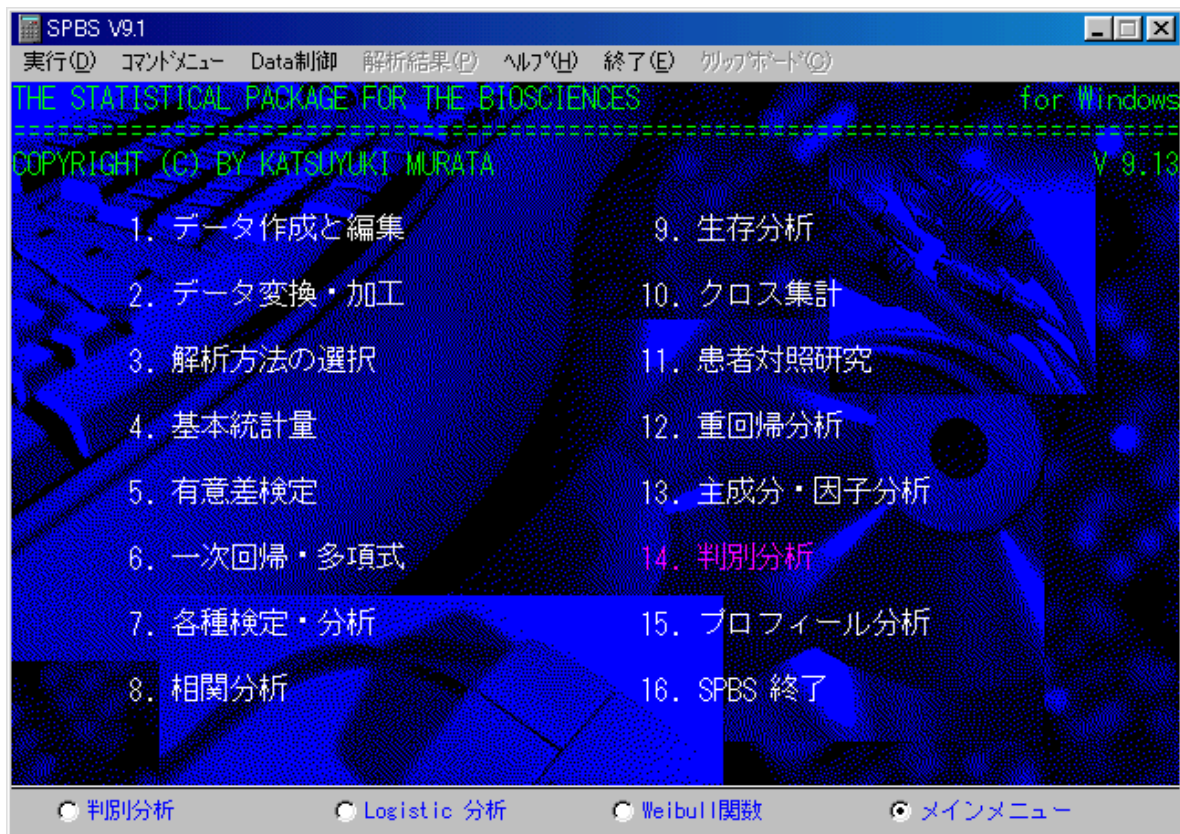 SPBS V9.1
実行(D) コマンドメニュー Data制御 解析結果(P) ヘルプ(H) 終了(E) クリップボード(C)
THE STATISTICAL PACKAGE FOR THE BIOSCIENCES for Windows
COPYRIGHT (C) BY KATSUYUKI MURATA V 9.13
1. データ作成と編集
2. データ変換・加工
3. 解析方法の選択
4. 基本統計量
5. 有意差検定
6. 一次回帰・多項式
7. 各種検定・分析
8. 相関分析
9. 生存分析
10. クロス集計
11. 患者対照研究
12. 重回帰分析
13. 主成分・因子分析
14. 判別分析
15. プロフィール分析
16. SPBS 終了
判別分析 Logistic 分析 Weibull関数 メインメニュー